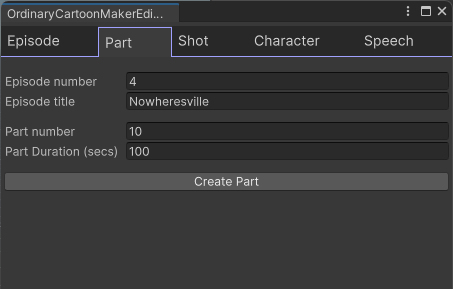 OrdinaryCartoonMakerEdi...
Episode Part Shot Character Speech
Episode number 4
Episode title Nowheresville
Part number 10
Part Duration (secs) 100
Create Part